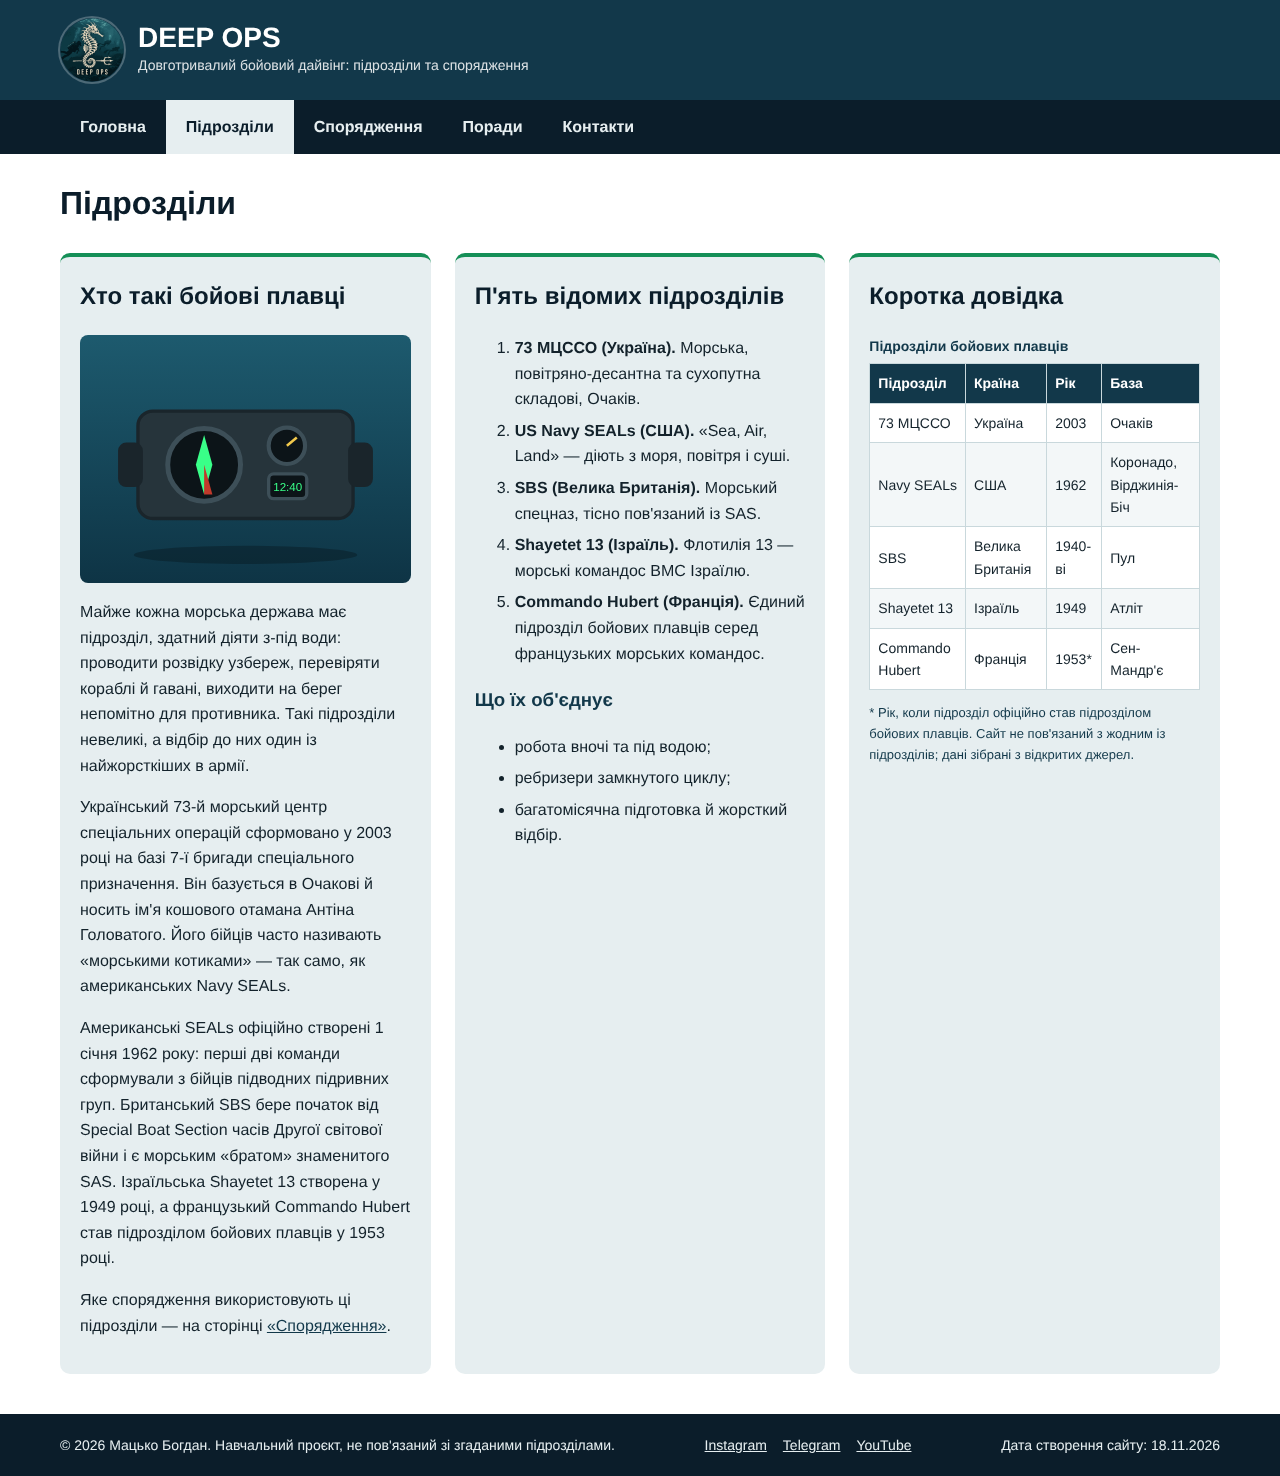 DEEP OPS
DEEP OPS
Довготривалий бойовий дайвінг: підрозділи та спорядження
Головна
Підрозділи
Спорядження
Поради
Контакти
Підрозділи
Хто такі бойові плавці
12:40
Майже кожна морська держава має
підрозділ, здатний діяти з-під води:
проводити розвідку узбереж, перевіряти
кораблі й гавані, виходити на берег
непомітно для противника. Такі підрозділи
невеликі, а відбір до них один із
найжорсткіших в армії.
Український 73-й морський центр
спеціальних операцій сформовано у 2003
році на базі 7-ї бригади спеціального
призначення. Він базується в Очакові й
носить ім'я кошового отамана Антіна
Головатого. Його бійців часто називають
«морськими котиками» — так само, як
американських Navy SEALs.
Американські SEALs офіційно створені 1
січня 1962 року: перші дві команди
сформували з бійців підводних підривних
груп. Британський SBS бере початок від
Special Boat Section часів Другої світової
війни і є морським «братом» знаменитого
SAS. Ізраїльська Shayetet 13 створена у
1949 році, а французький Commando Hubert
став підрозділом бойових плавців у 1953
році.
Яке спорядження використовують ці
підрозділи — на сторінці «Спорядження».
П'ять відомих підрозділів
1. 73 МЦССО (Україна). Морська,
повітряно-десантна та сухопутна
складові, Очаків.
2. US Navy SEALs (США). «Sea, Air,
Land» — діють з моря, повітря і суші.
3. SBS (Велика Британія). Морський
спецназ, тісно пов'язаний із SAS.
4. Shayetet 13 (Ізраїль). Флотилія 13 —
морські командос ВМС Ізраїлю.
5. Commando Hubert (Франція). Єдиний
підрозділ бойових плавців серед
французьких морських командос.
Що їх об'єднує
• робота вночі та під водою;
• ребризери замкнутого циклу;
• багатомісячна підготовка й жорсткий
відбір.
Коротка довідка
Підрозділи бойових плавців
Підрозділ Країна Рік База
73 МЦССО Україна 2003 Очаків
Navy SEALs США 1962 Коронадо,
Вірджинія-
Біч
SBS Велика
Британія 1940-
ві Пул
Shayetet 13 Ізраїль 1949 Атліт
Commando
Hubert Франція 1953* Сен-
Мандр'є
* Рік, коли підрозділ офіційно став підрозділом
бойових плавців. Сайт не пов'язаний з жодним із
підрозділів; дані зібрані з відкритих джерел.
© 2026 Мацько Богдан. Навчальний проєкт, не пов'язаний зі згаданими підрозділами.
Instagram Telegram YouTube
Дата створення сайту: 18.11.2026